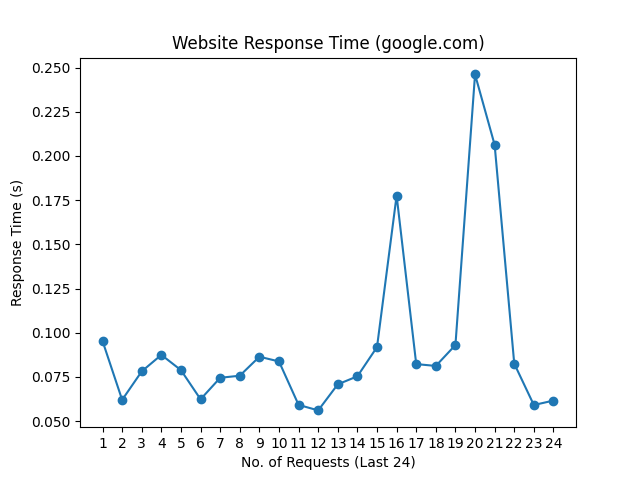 Website Response Time (google.com)
0.250
0.225
0.200
0.175
0.150
0.125
0.100
0.075
0.050
Response Time (s)
1 2 3 4 5 6 7 8 9 10 11 12 13 14 15 16 17 18 19 20 21 22 23 24
No. of Requests (Last 24)